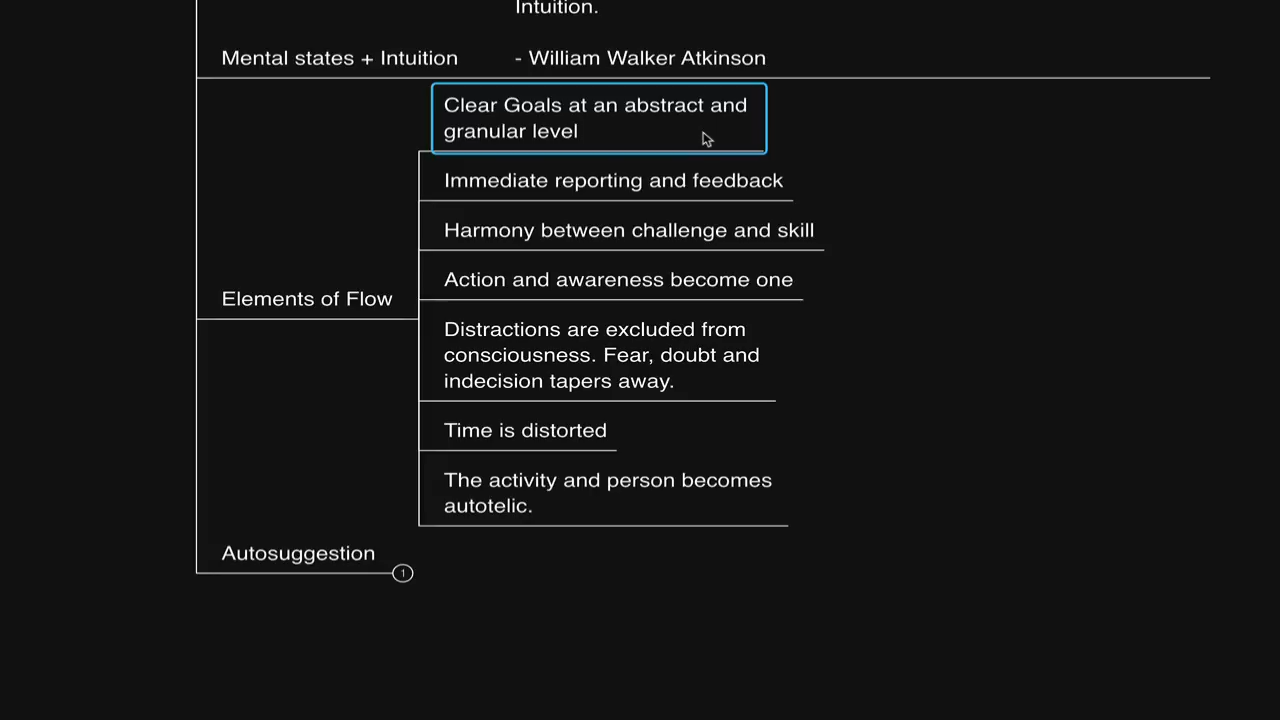 Intuition.
Mental states + Intuition
- William Walker Atkinson
Clear Goals at an abstract and
granular level
Immediate reporting and feedback
Harmony between challenge and skill
Action and awareness become one
Elements of Flow
Distractions are excluded from
consciousness. Fear, doubt and
indecision tapers away.
Time is distorted
The activity and person becomes
autotelic.
Autosuggestion
1